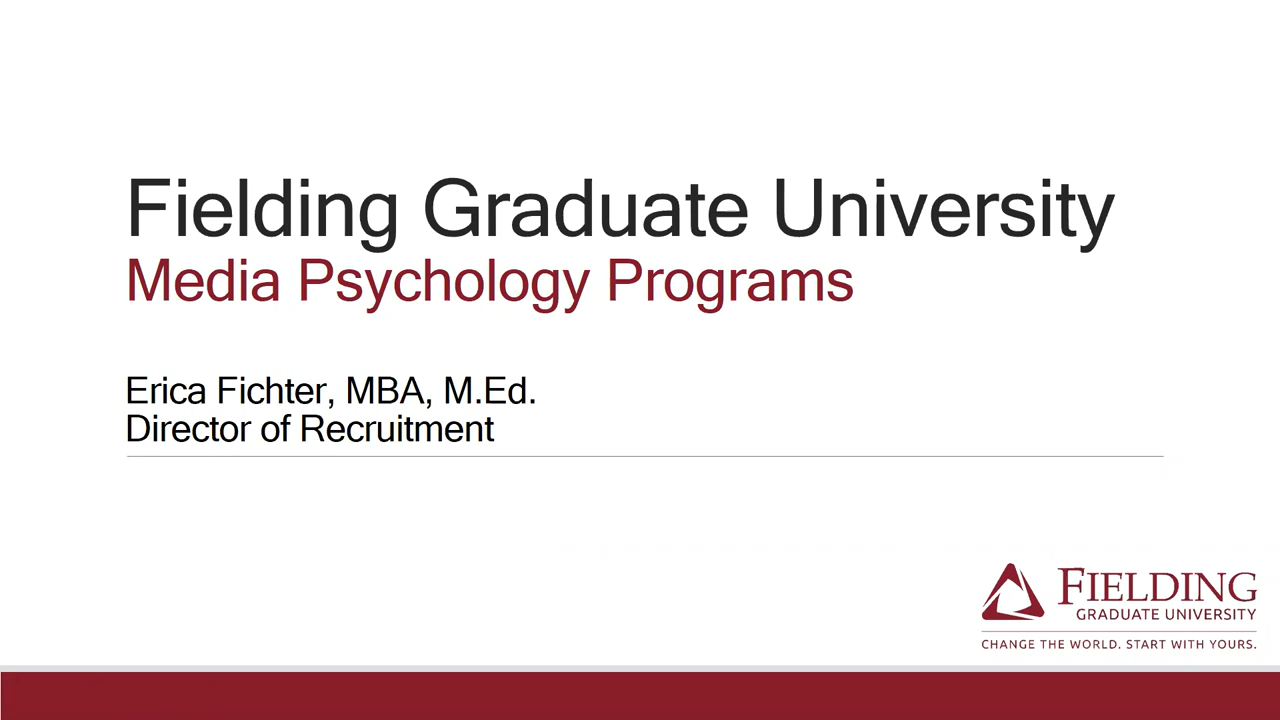 Fielding Graduate University
Media Psychology Programs
Erica Fichter, MBA, M.Ed.
Director of Recruitment
FIELDING
GRADUATE UNIVERSITY
CHANGE THE WORLD. START WITH YOURS.